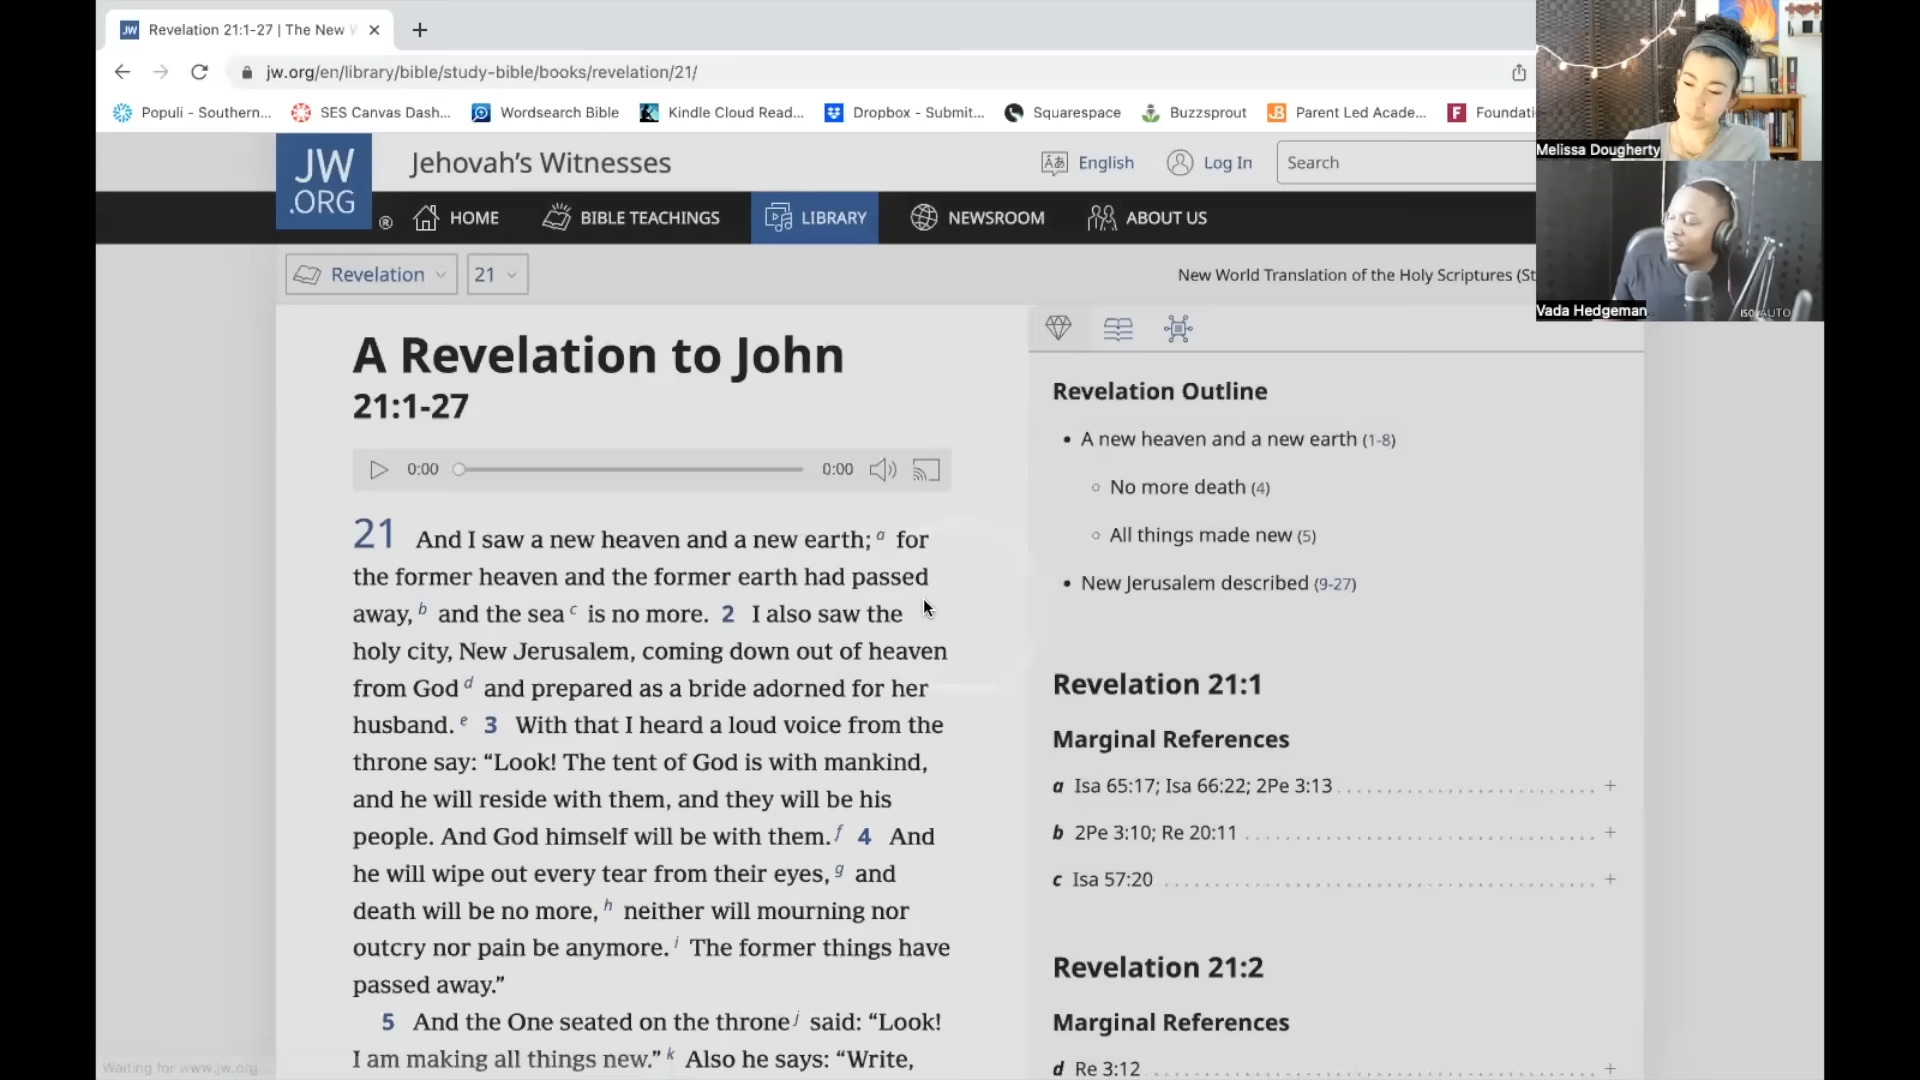 Revelation 21:1-27 | The New W
jw.org/en/library/bible/study-bible/books/revelation/21/
Populi - Southern... SES Canvas Dash... Wordsearch Bible Kindle Cloud Read... Dropbox - Submit... Squarespace Buzzsprout Parent Led Acade... Foundati
Melissa Dougherty
Vada Hedgeman
ISO AUTO
JW
.ORG
®
Jehovah's Witnesses
English Log In Search
HOME BIBLE TEACHINGS LIBRARY NEWSROOM ABOUT US
Revelation 21
New World Translation of the Holy Scriptures (St
A Revelation to John
21:1-27
0:00 0:00
21 And I saw a new heaven and a new earth; a for
the former heaven and the former earth had passed
away, b and the sea c is no more. 2 I also saw the
holy city, New Jerusalem, coming down out of heaven
from God d and prepared as a bride adorned for her
husband. e 3 With that I heard a loud voice from the
throne say: “Look! The tent of God is with mankind,
and he will reside with them, and they will be his
people. And God himself will be with them. f 4 And
he will wipe out every tear from their eyes, g and
death will be no more, h neither will mourning nor
outcry nor pain be anymore. i The former things have
passed away.”
5 And the One seated on the throne j said: “Look!
I am making all things new.” k Also he says: “Write,
Revelation Outline
• A new heaven and a new earth (1-8)
○ No more death (4)
○ All things made new (5)
• New Jerusalem described (9-27)
Revelation 21:1
Marginal References
a Isa 65:17; Isa 66:22; 2Pe 3:13 +
b 2Pe 3:10; Re 20:11 +
c Isa 57:20 +
Revelation 21:2
Marginal References
d Re 3:12 +
Waiting for www.jw.org...